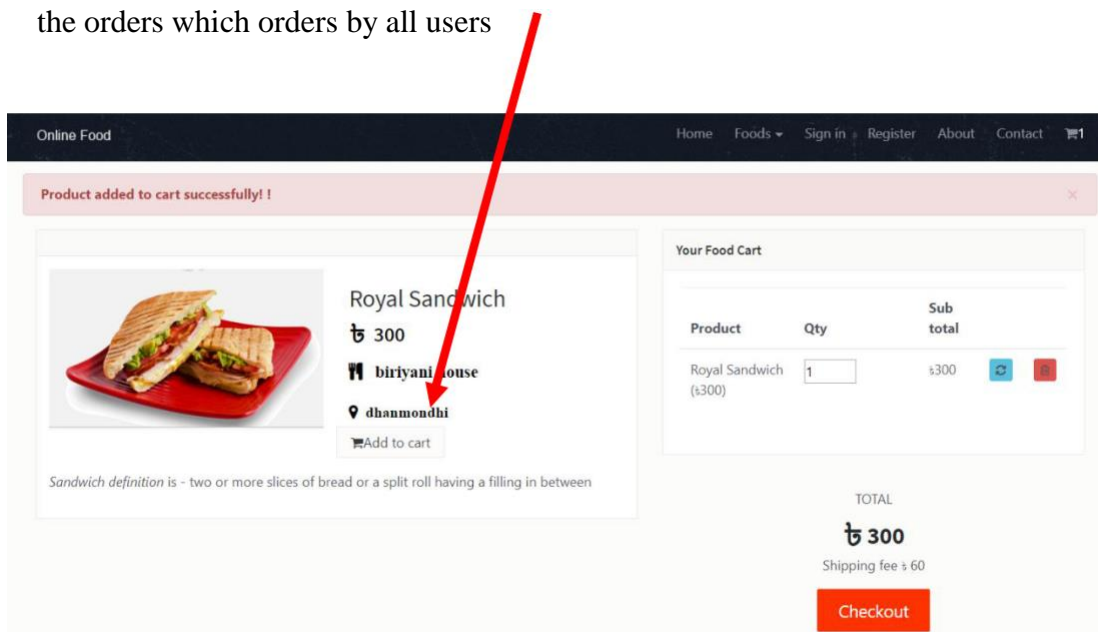 the orders which orders by all users
Online Food
Home Foods Sign in Register About Contact 1
Product added to cart successfully! !
×
Royal Sandwich
৳ 300
biriyani house
dhanmondhi
Add to cart
Sandwich definition is - two or more slices of bread or a split roll having a filling in between
Your Food Cart
Product Qty Sub total
Royal Sandwich 1 ৳300
(৳300)
TOTAL
৳ 300
Shipping fee ৳ 60
Checkout